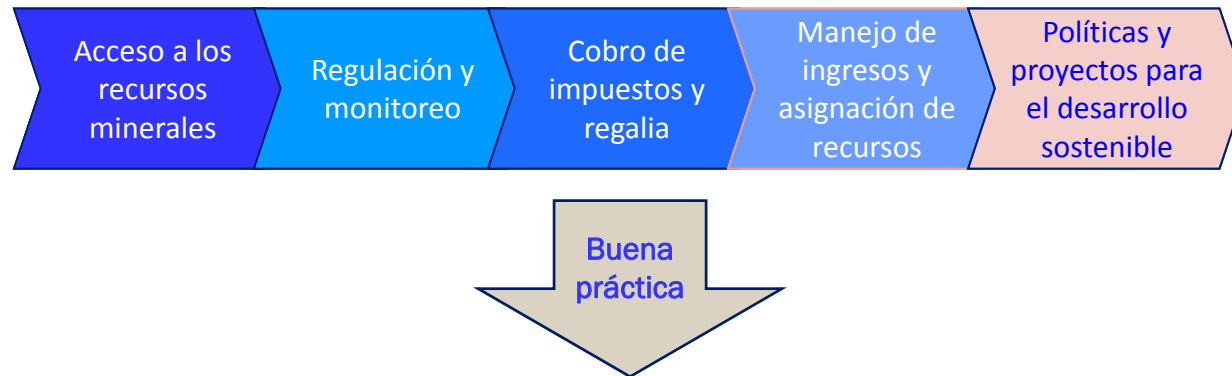 Acceso a los
recursos
minerales
Regulación y
monitoreo
Cobro de
impuestos y
regalia
Manejo de
ingresos y
asignación de
recursos
Políticas y
proyectos para
el desarrollo
sostenible
Buena
práctica